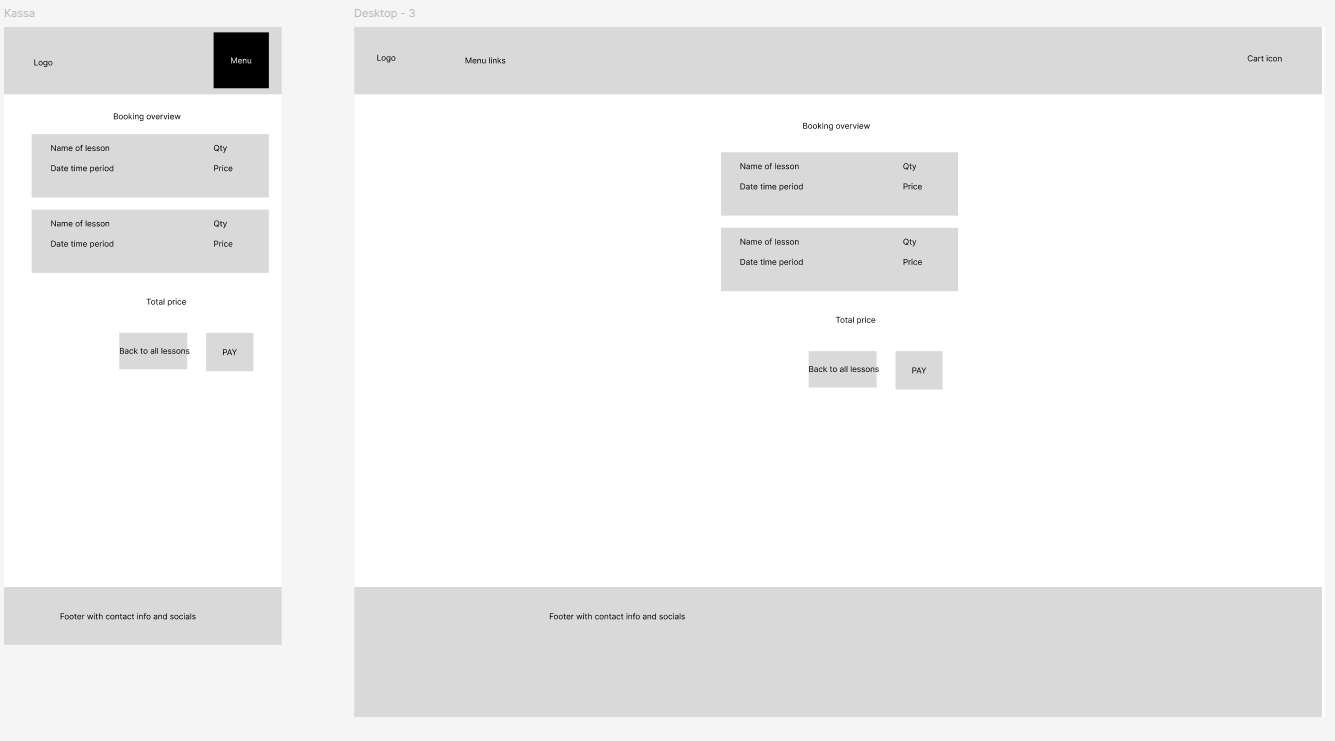 Kassa
Logo
Menu
Booking overview
Name of lesson Qty
Date time period Price
Name of lesson Qty
Date time period Price
Total price
Back to all lessons PAY
Footer with contact info and socials
Desktop - 3
Logo Menu links Cart icon
Booking overview
Name of lesson Qty
Date time period Price
Name of lesson Qty
Date time period Price
Total price
Back to all lessons PAY
Footer with contact info and socials